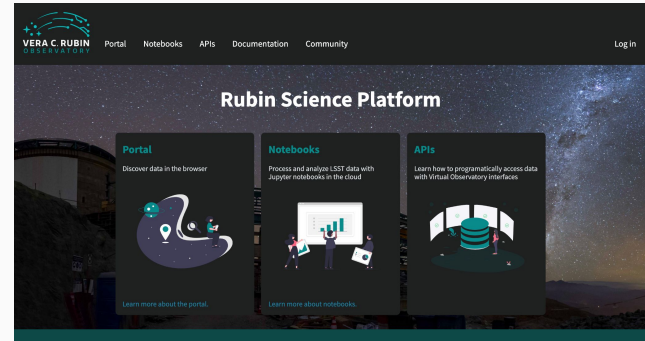 VERA C. RUBIN
OBSERVATORY
Portal Notebooks APIs Documentation Community Log in
Rubin Science Platform
Portal
Discover data in the browser
Learn more about the portal.
Notebooks
Process and analyze LSST data with
Jupyter notebooks in the cloud
Learn more about notebooks.
APIs
Learn how to programatically access data
with Virtual Observatory interfaces